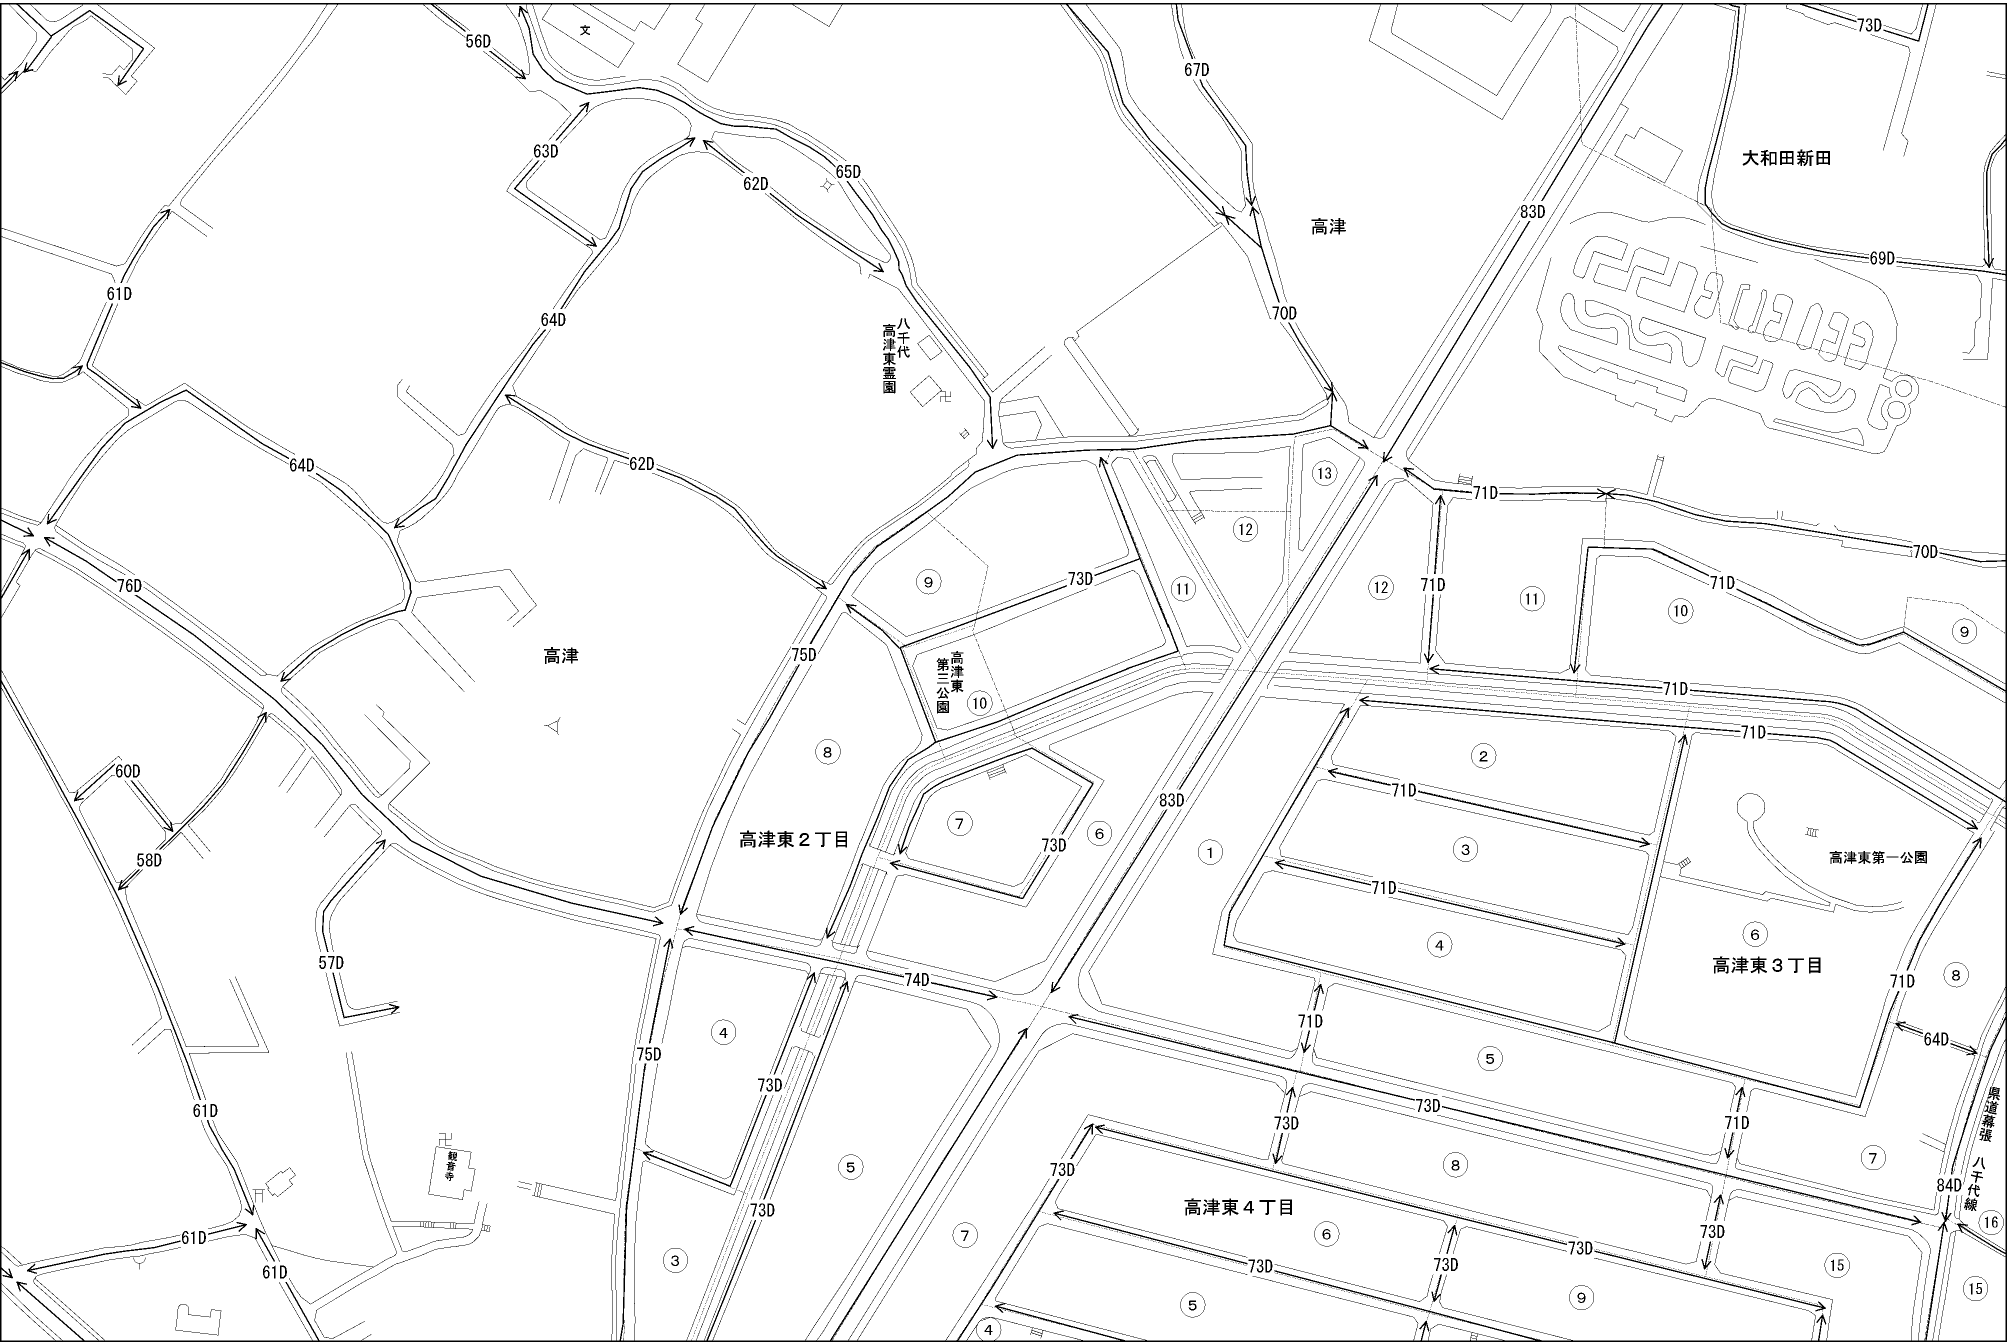 56D
文
67D
73D
63D
62D
65D
大和田新田
83D
高津
69D
61D
64D
70D
八千代
高津東霊園
64D
62D
13
12
71D
70D
76D
9
73D
11
12
71D
11
71D
10
9
高津
75D
高津東
第三公園
10
71D
8
71D
2
60D
71D
83D
7
6
73D
高津東2丁目
1
3
高津東第一公園
58D
71D
57D
74D
4
6
高津東3丁目
8
71D
4
71D
75D
5
64D
73D
61D
73D
73D
71D
県道幕張 八千代線
観音寺
5
8
7
73D
84D
73D
高津東4丁目
16
61D
7
6
73D
73D
3
61D
73D
73D
15
5
9
15
4